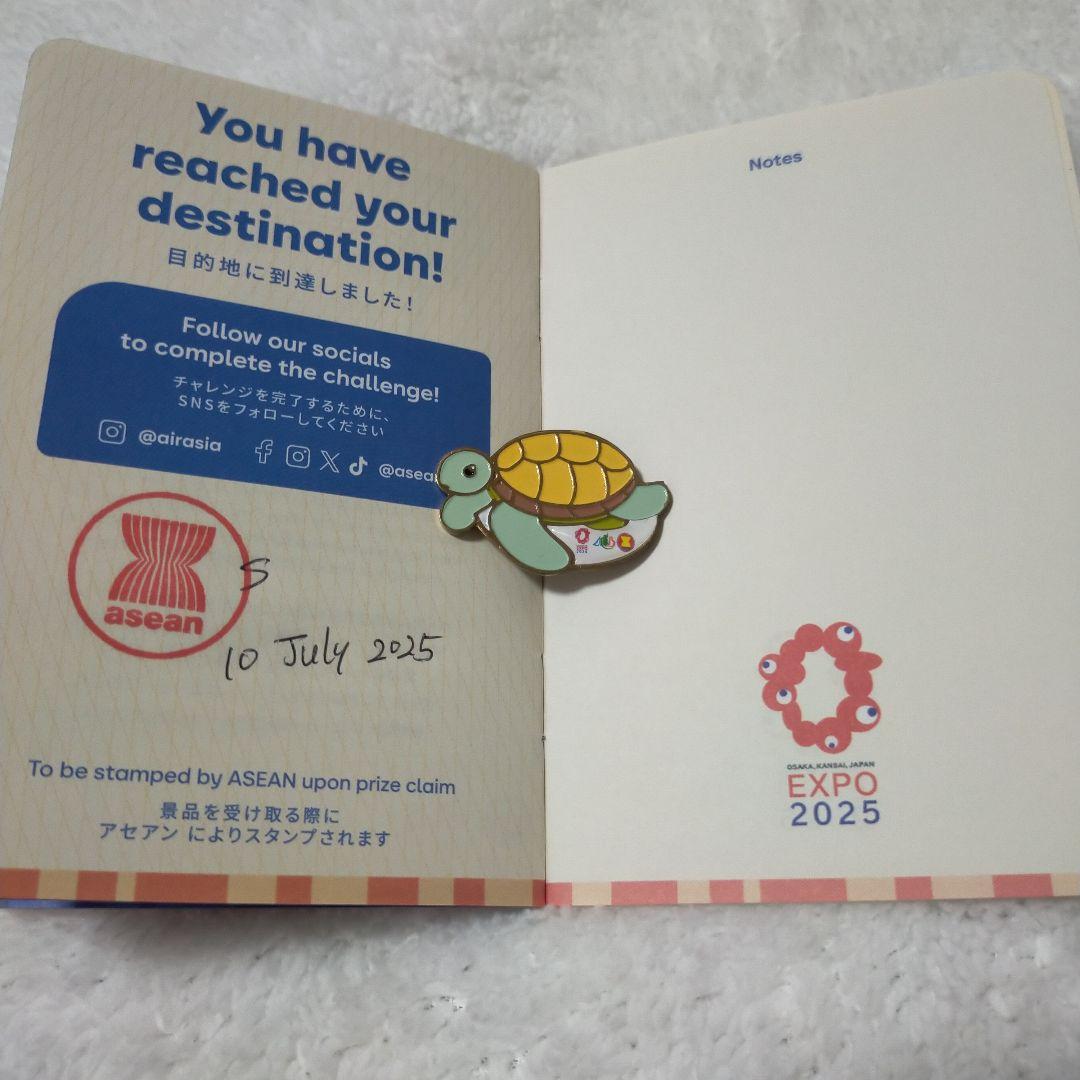 You have
reached your
destination!
目的地に到達しました!
Follow our socials
to complete the challenge!
チャレンジを完了するために、
SNSをフォローしてください
@airasia
asean
S
10 July 2025
To be stamped by ASEAN upon prize claim
景品を受け取る際に
アセアン によりスタンプされます
Notes
OSAKA, KANSAI, JAPAN
EXPO
2025